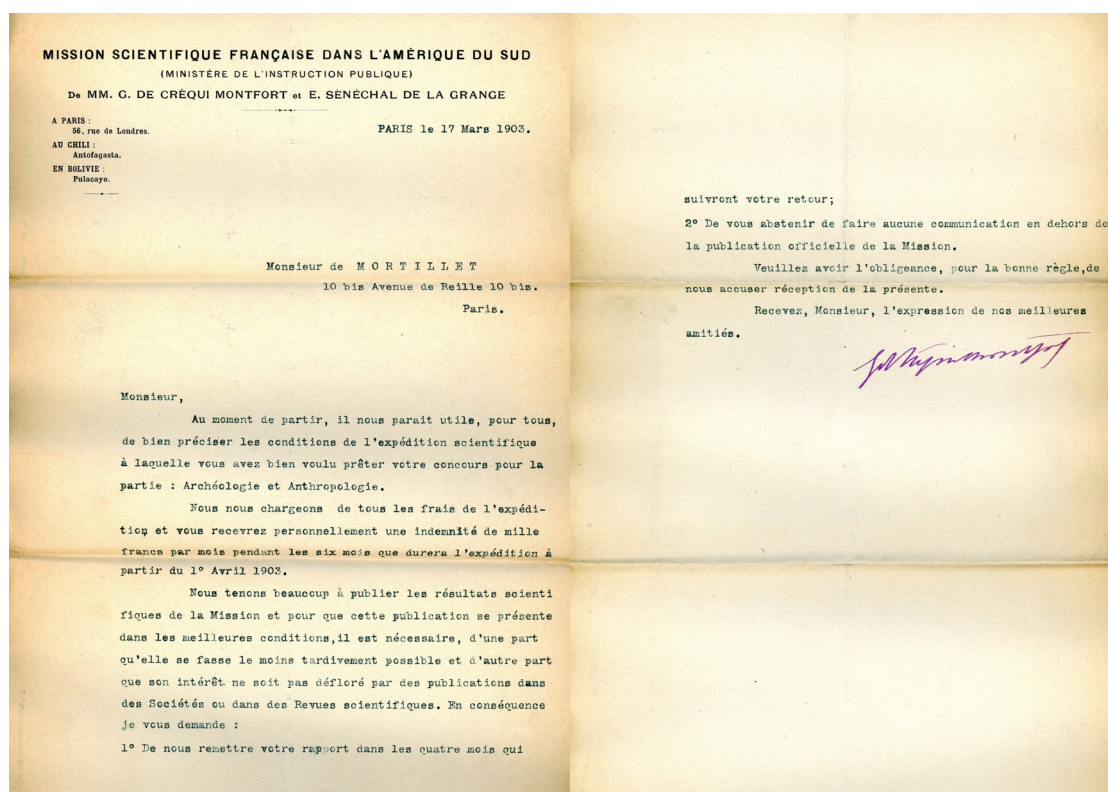 MISSION SCIENTIFIQUE FRANÇAISE DANS L'AMÉRIQUE DU SUD
(MINISTÈRE DE L'INSTRUCTION PUBLIQUE)
De MM. G. DE CRÉQUI MONTFORT et E. SÉNÉCHAL DE LA GRANGE
A PARIS :
56, rue de Londres.
AU CHILI :
Antofagasta.
EN BOLIVIE :
Pulacayo.
PARIS le 17 Mars 1903.
Monsieur de M O R T I L L E T
10 bis Avenue de Reille 10 bis.
Paris.
Monsieur,
Au moment de partir, il nous parait utile, pour tous,
de bien préciser les conditions de l'expédition scientifique
à laquelle vous avez bien voulu prêter votre concours pour la
partie : Archéologie et Anthropologie.
Nous nous chargeons de tous les frais de l'expédi-
tion et vous recevrez personnellement une indemnité de mille
francs par mois pendant les six mois que durera l'expédition à
partir du 1° Avril 1903.
Nous tenons beaucoup à publier les résultats scienti
fiques de la Mission et pour que cette publication se présente
dans les meilleures conditions,il est nécessaire, d'une part
qu'elle se fasse le moins tardivement possible et d'autre part
que son intérêt ne soit pas défloré par des publications dans
des Sociétés ou dans des Revues scientifiques. En conséquence
je vous demande :
1° De nous remettre votre rapport dans les quatre mois qui
suivront votre retour;
2° De vous abstenir de faire aucune communication en dehors de
la publication officielle de la Mission.
Veuillez avoir l'obligeance, pour la bonne règle,de
nous accuser réception de la présente.
Recevez, Monsieur, l'expression de nos meilleures
amitiés.